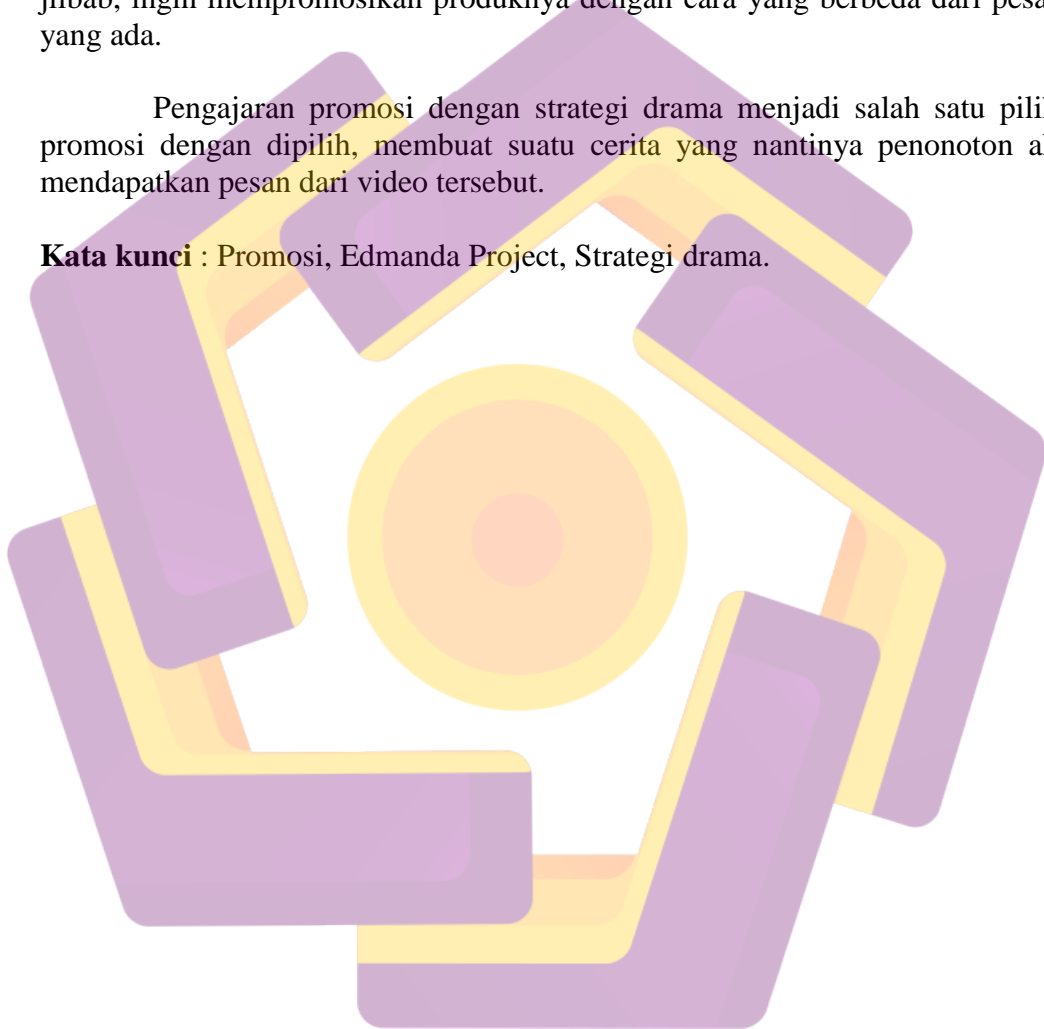 jilbab, ingin mempromosikan produknya dengan cara yang berbeda dari
yang ada.
Pengajaran promosi dengan strategi drama menjadi salah satu
promosi dengan dipilih, membuat suatu cerita yang nantinya penonoton
mendapatkan pesan dari video tersebut.
Kata kunci : Promosi, Edmanda Project, Strategi drama.